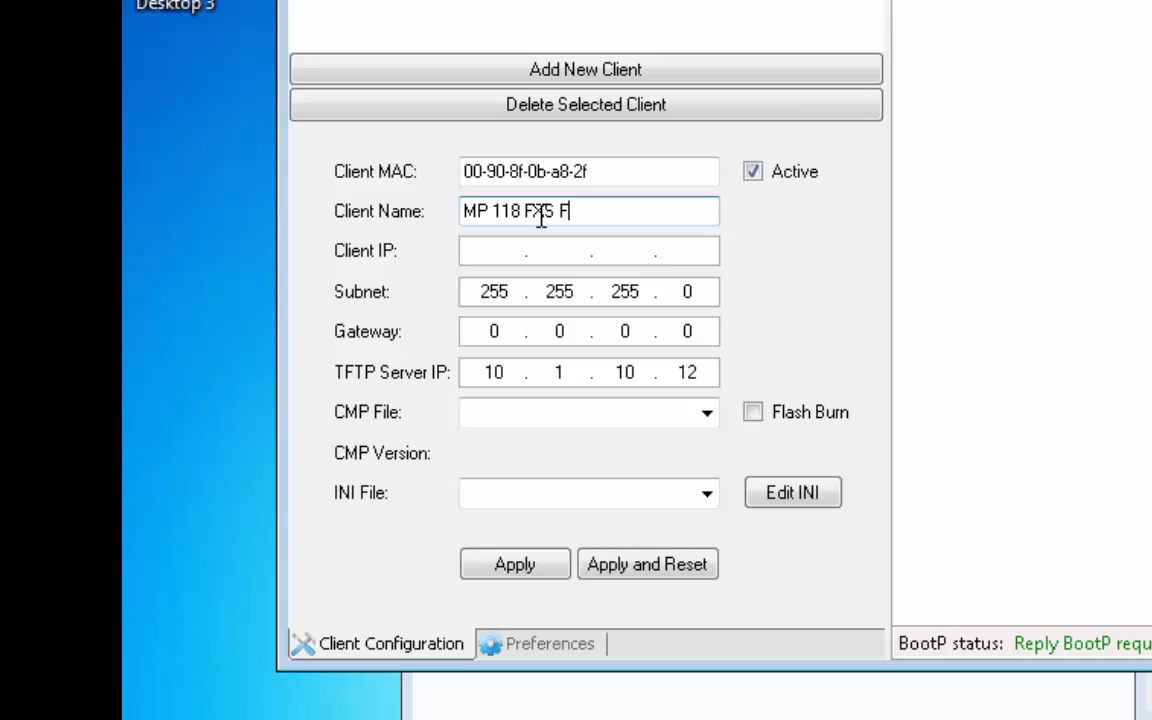 Desktop 3
Add New Client
Delete Selected Client
Client MAC: 00-90-8f-0b-a8-2f Active
Client Name: MP 118 FXS F
Client IP: . . .
Subnet: 255 . 255 . 255 . 0
Gateway: 0 . 0 . 0 . 0
TFTP Server IP: 10 . 1 . 10 . 12
CMP File: Flash Burn
CMP Version:
INI File: Edit INI
Apply Apply and Reset
Client Configuration Preferences
BootP status: Reply BootP requ